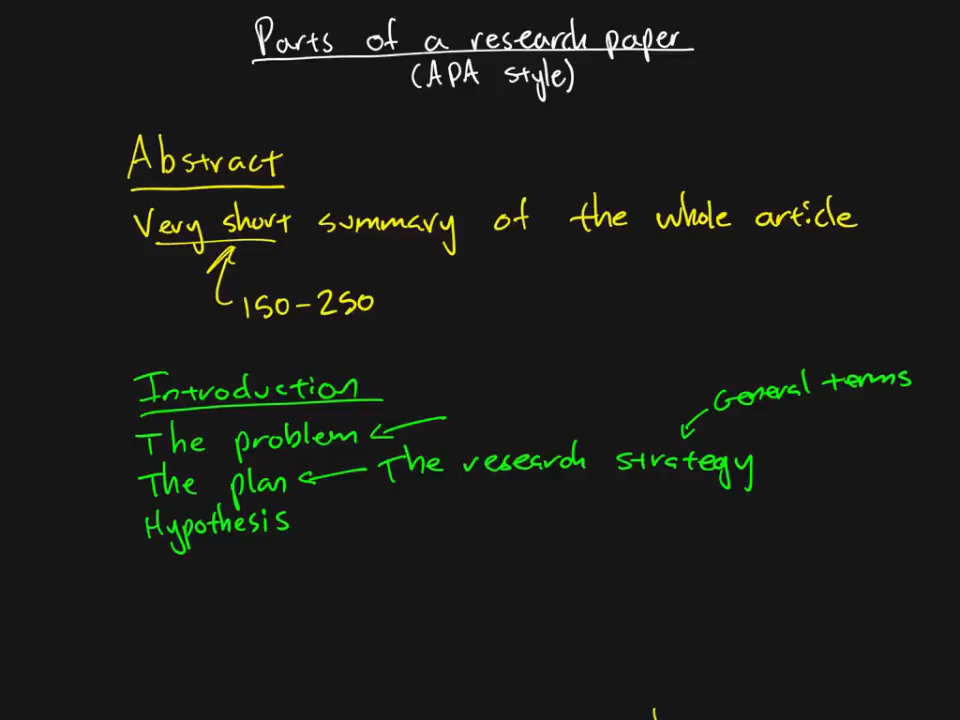 Parts of a research paper
(APA style)
Abstract
Very short summary of the whole article
150-250
Introduction
General terms
The problem
The research strategy
The plan
Hypothesis